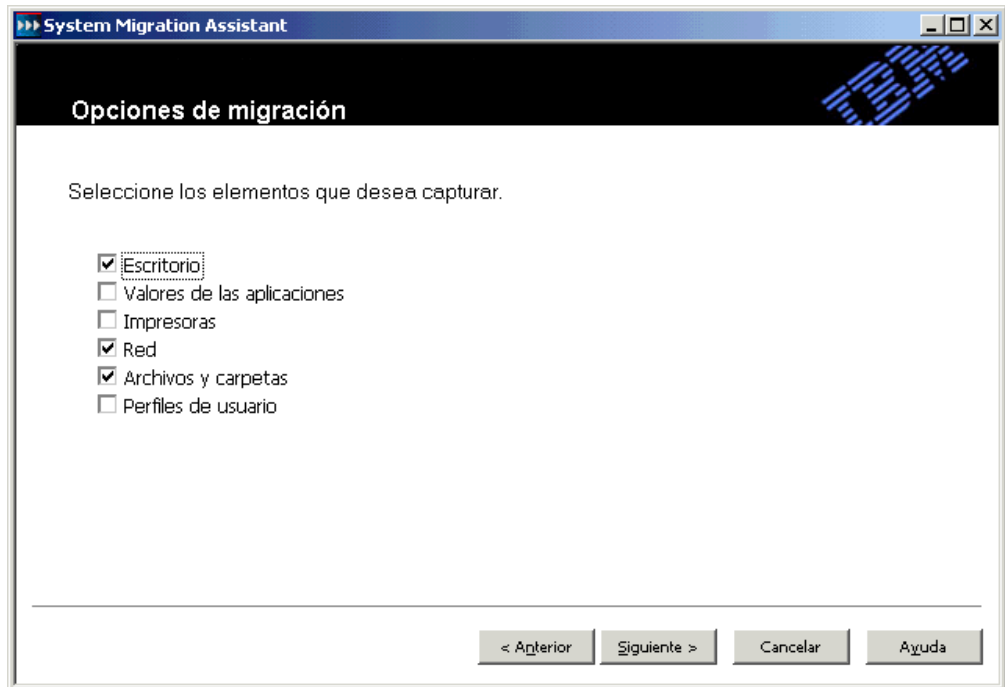 System Migration Assistant
IBM
Opciones de migración
Seleccione los elementos que desea capturar.
Escritorio
Valores de las aplicaciones
Impresoras
Red
Archivos y carpetas
Perfiles de usuario
< Anterior
Siguiente >
Cancelar
Ayuda